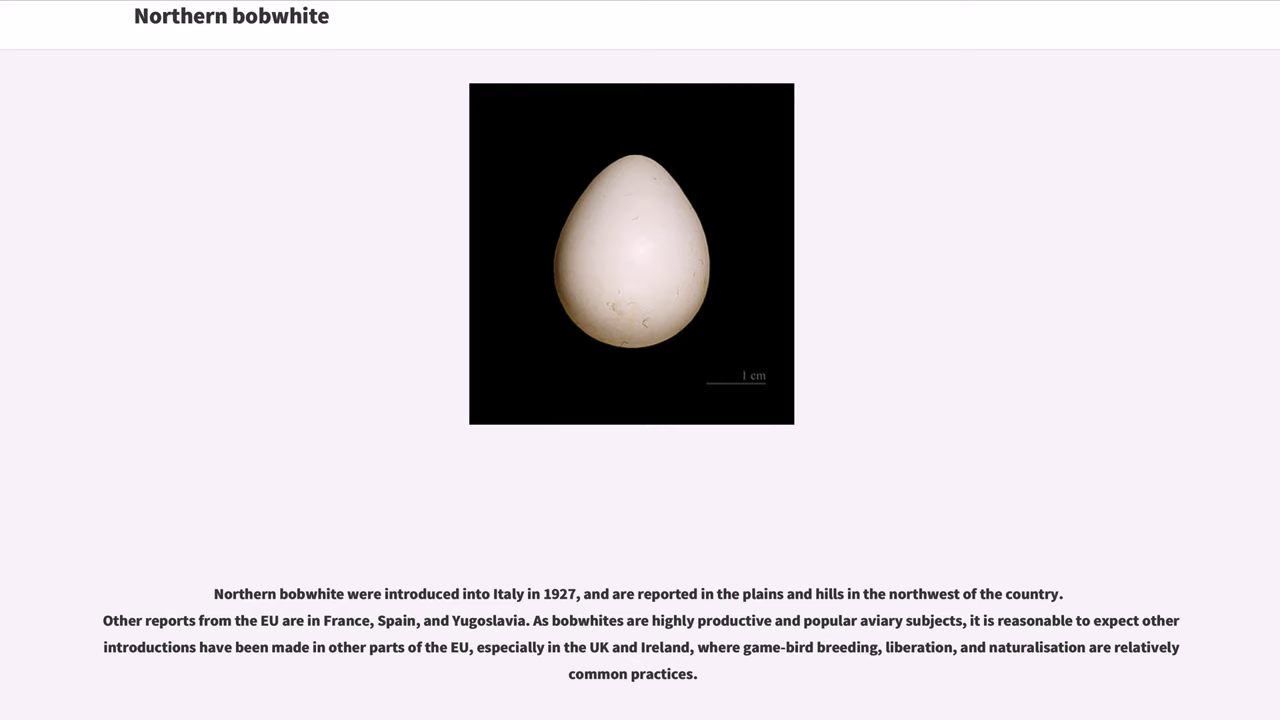 Northern bobwhite
1 cm
Northern bobwhite were introduced into Italy in 1927, and are reported in the plains and hills in the northwest of the country.
Other reports from the EU are in France, Spain, and Yugoslavia. As bobwhites are highly productive and popular aviary subjects, it is reasonable to expect other
introductions have been made in other parts of the EU, especially in the UK and Ireland, where game-bird breeding, liberation, and naturalisation are relatively
common practices.